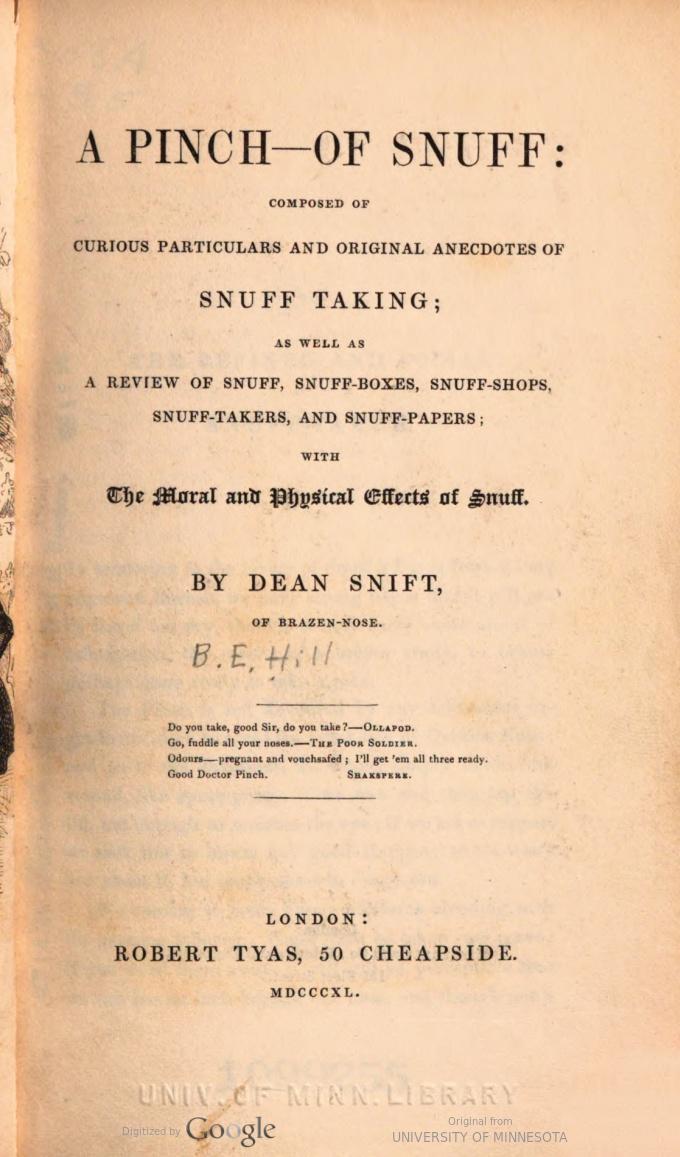 A PINCH—OF SNUFF:
COMPOSED OF
CURIOUS PARTICULARS AND ORIGINAL ANECDOTES OF
SNUFF TAKING;
AS WELL AS
A REVIEW OF SNUFF, SNUFF-BOXES, SNUFF-SHOPS,
SNUFF-TAKERS, AND SNUFF-PAPERS;
WITH
The Moral and Physical Effects of Snuff.
BY DEAN SNIFT,
OF BRAZEN-NOSE.
B. E. Hill
Do you take, good Sir, do you take?—OLLAPOD.
Go, fuddle all your noses.—THE POOR SOLDIER.
Odours—pregnant and vouchsafed; I'll get 'em all three ready.
Good Doctor Pinch. SHAKSPERE.
LONDON:
ROBERT TYAS, 50 CHEAPSIDE.
MDCCCXL.
UNIV. OF MINN. LIBRARY
Digitized by Google
Original from
UNIVERSITY OF MINNESOTA